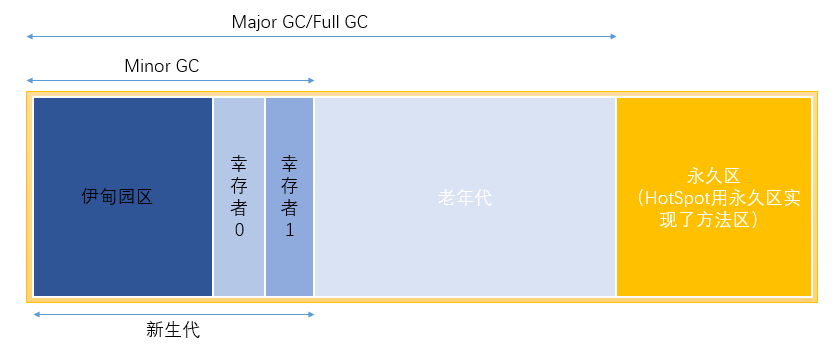 Major GC/Full GC
Minor GC
伊甸园区
幸存者0
幸存者1
老年代
永久区
（HotSpot用永久区实
现了方法区）
新生代